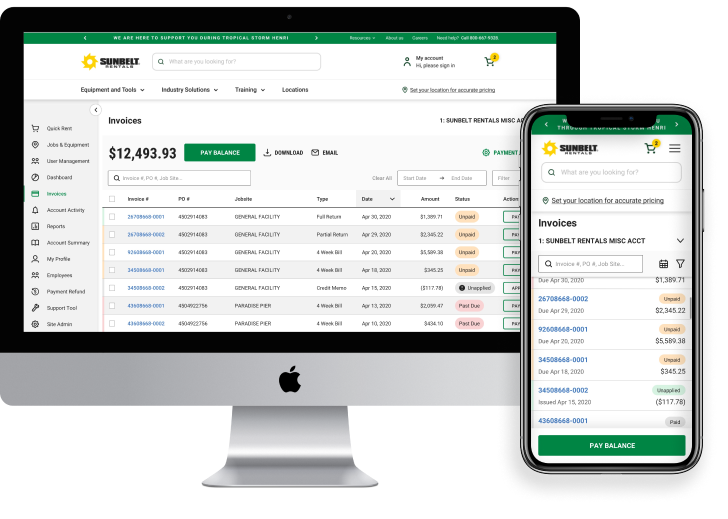 WE ARE HERE TO SUPPORT YOU DURING TROPICAL STORM HENRI
Resources
About us
Careers
Need help? Call 800-667-9328
SUNBELT
RENTALS
What are you looking for?
My account
Hi, please sign in
2
Equipment and Tools
Industry Solutions
Training
Locations
Set your location for accurate pricing
Quick Rent
Jobs & Equipment
User Management
Dashboard
Invoices
Account Activity
Reports
Account Summary
My Profile
Employees
Payment Refund
Support Tool
Site Admin
Invoices
1: SUNBELT RENTALS MISC
$12,493.93
PAY BALANCE
DOWNLOAD
EMAIL
PAYMENT
Invoice #, PO #, Job Site...
Clear All
Start Date → End Date
Filter
Invoice # PO # Jobsite Type Date Amount Status Action
26708668-0001 4502914083 GENERAL FACILITY Full Return Apr 30, 2020 $1,389.71 Unpaid PAY
26708668-0002 4502914083 GENERAL FACILITY Partial Return Apr 29, 2020 $2,345.22 Unpaid PAY
92608668-0001 4502914083 GENERAL FACILITY 4 Week Bill Apr 20, 2020 $5,589.38 Unpaid PAY
34508668-0001 4502914083 GENERAL FACILITY 4 Week Bill Apr 18, 2020 $345.25 Unpaid PAY
34508668-0002 4502914083 GENERAL FACILITY Credit Memo Apr 15, 2020 ($117.78) Unapplied
43608668-0001 4504922756 PARADISE PIER 4 Week Bill Apr 13, 2020 $2,059.47 Past Due PAY
43608668-0002 4504922756 PARADISE PIER 4 Week Bill Apr 10, 2020 $434.10 Past Due PAY
THROUGH TROPICAL STORM HENRI
SUNBELT
RENTALS
2
What are you looking for?
Set your location for accurate pricing
Invoices
1: SUNBELT RENTALS MISC ACCT
Invoice #, PO #, Job Site...
Due Apr 30, 2020 $1,389.71
26708668-0002 Unpaid
Due Apr 29, 2020 $2,345.22
92608668-0001 Unpaid
Due Apr 20, 2020 $5,589.38
34508668-0001 Unpaid
Due Apr 18, 2020 $345.25
34508668-0002 Unapplied
Issued Apr 15, 2020 ($117.78)
43608668-0001 Paid
PAY BALANCE